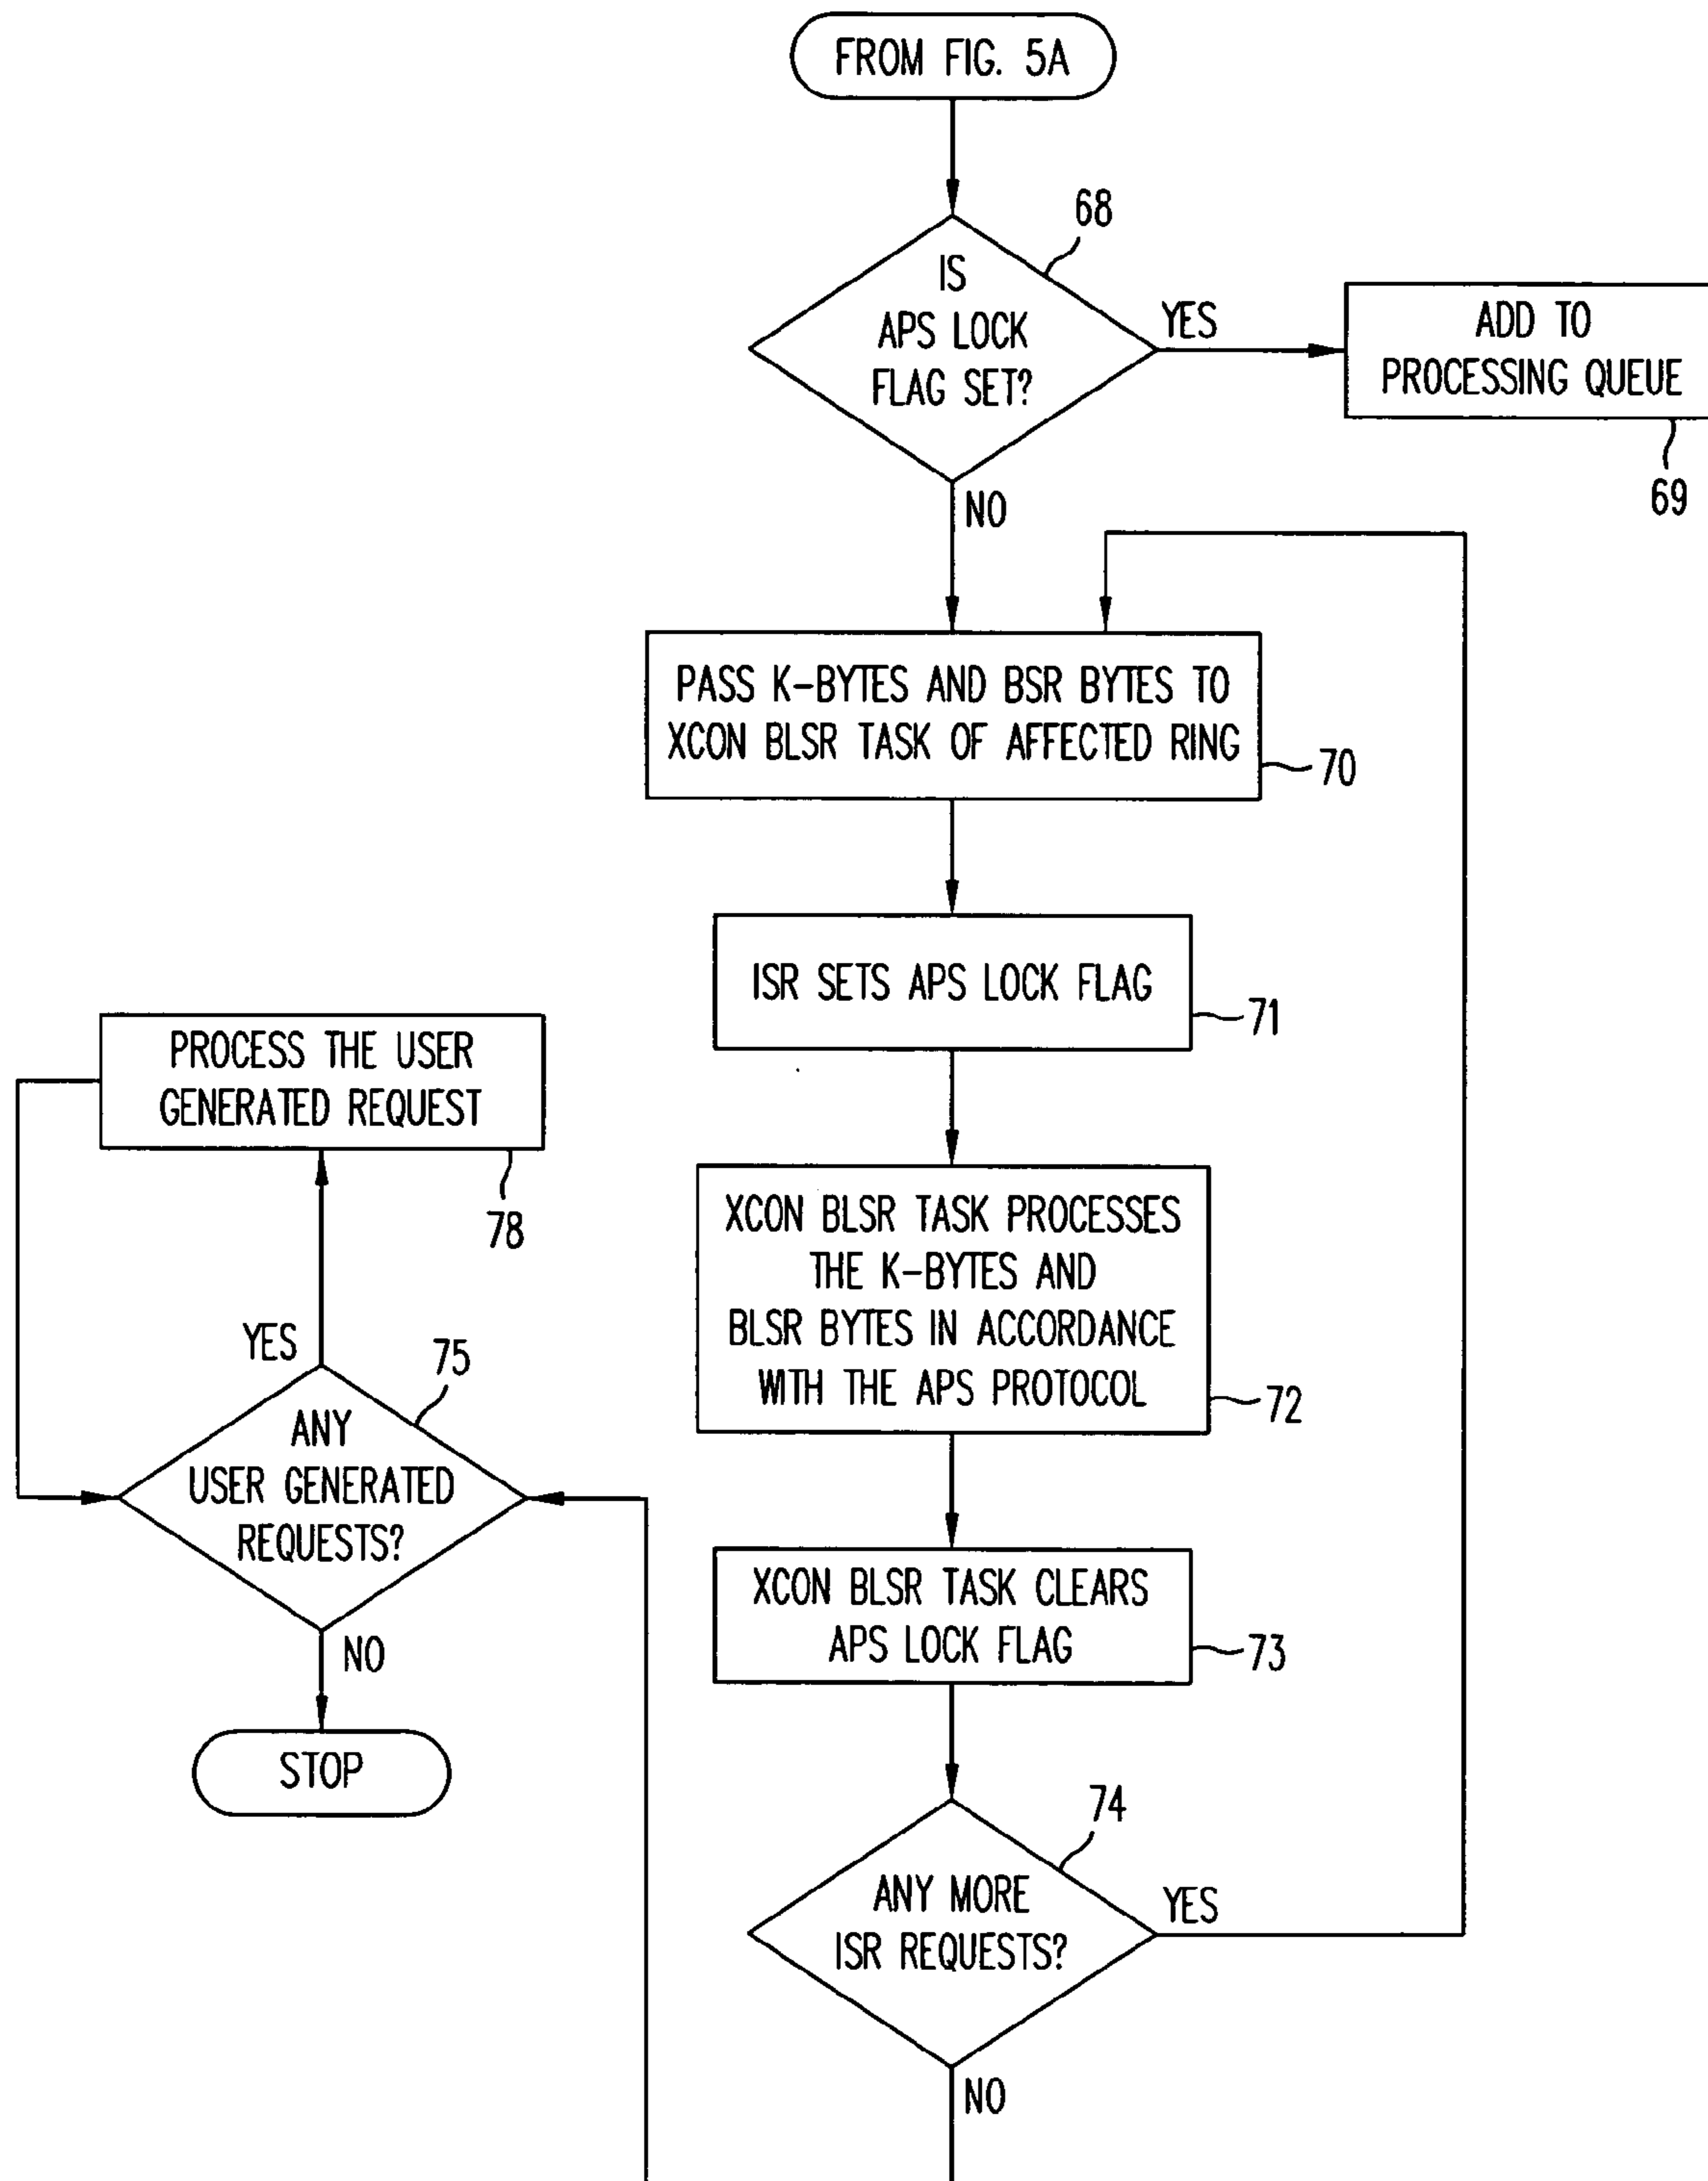 FROM FIG. 5A
68
IS
APS LOCK
FLAG SET?
YES
ADD TO
PROCESSING QUEUE
69
NO
PASS K-BYTES AND BSR BYTES TO
XCON BLSR TASK OF AFFECTED RING
70
ISR SETS APS LOCK FLAG
71
PROCESS THE USER
GENERATED REQUEST
78
XCON BLSR TASK PROCESSES
THE K-BYTES AND
BLSR BYTES IN ACCORDANCE
WITH THE APS PROTOCOL
72
YES
75
ANY
USER GENERATED
REQUESTS?
NO
STOP
XCON BLSR TASK CLEARS
APS LOCK FLAG
73
74
ANY MORE
ISR REQUESTS?
YES
NO